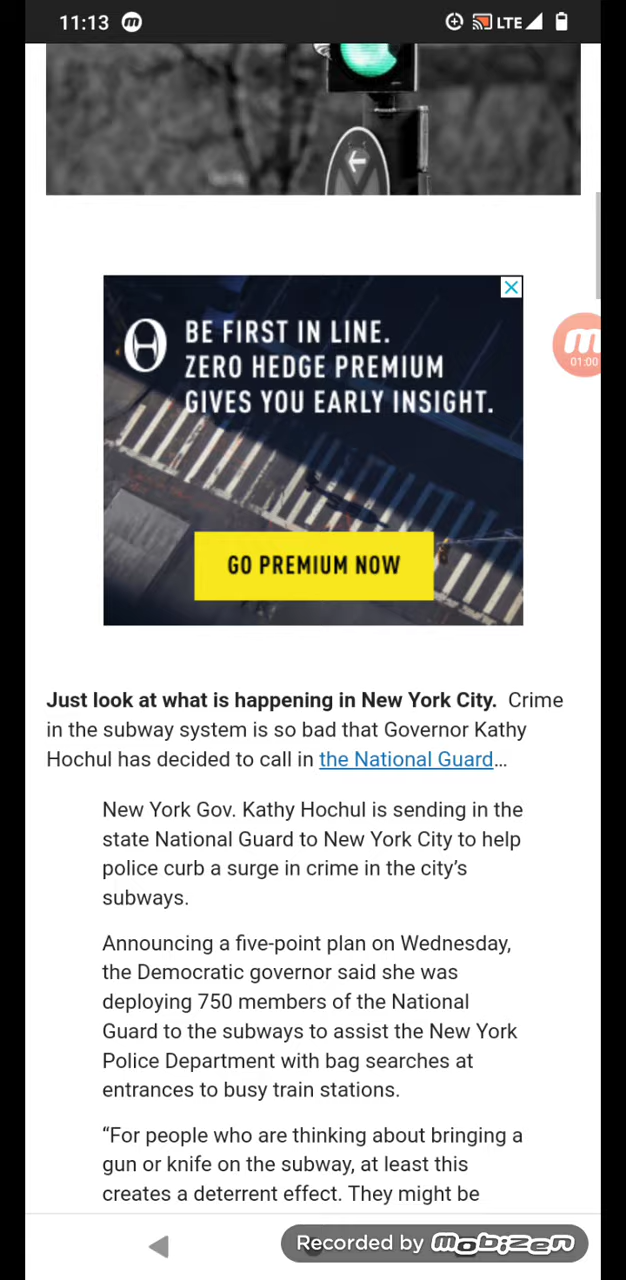 11:13 m LTE
BE FIRST IN LINE.
ZERO HEDGE PREMIUM
GIVES YOU EARLY INSIGHT.
m
01:00
GO PREMIUM NOW
Just look at what is happening in New York City. Crime
in the subway system is so bad that Governor Kathy
Hochul has decided to call in the National Guard…
New York Gov. Kathy Hochul is sending in the
state National Guard to New York City to help
police curb a surge in crime in the city’s
subways.
Announcing a five-point plan on Wednesday,
the Democratic governor said she was
deploying 750 members of the National
Guard to the subways to assist the New York
Police Department with bag searches at
entrances to busy train stations.
“For people who are thinking about bringing a
gun or knife on the subway, at least this
creates a deterrent effect. They might be
Recorded by mobizen